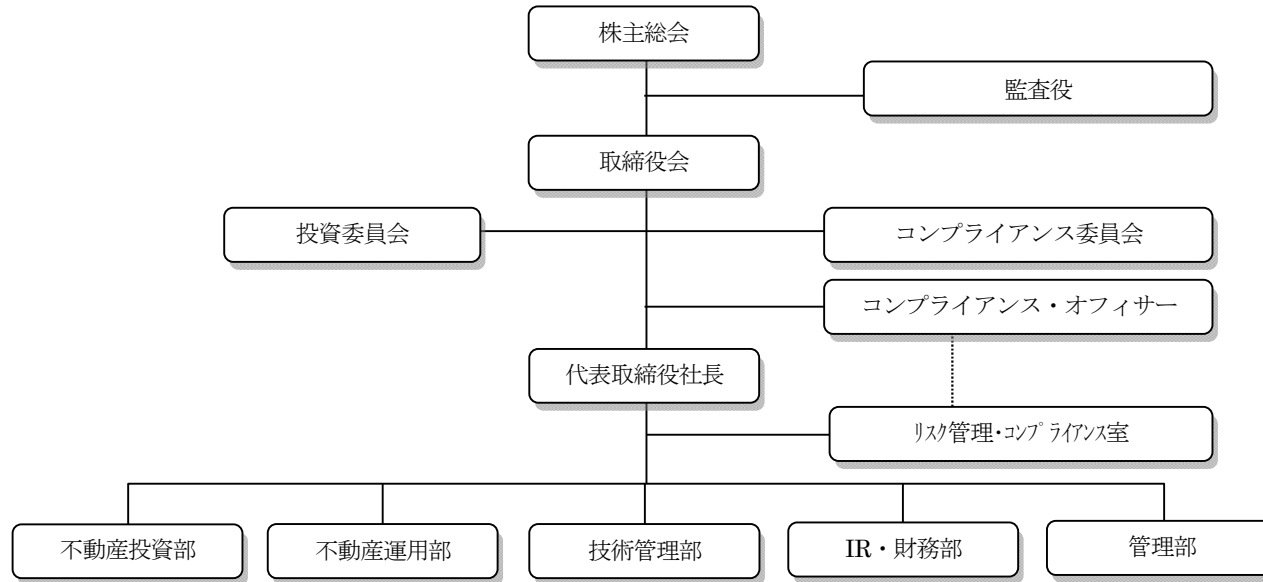 株主総会
監査役
取締役会
投資委員会
コンプライアンス委員会
コンプライアンス・オフィサー
代表取締役社長
ﾘｽｸ管理・ｺﾝﾌﾟﾗｲｱﾝｽ室
不動産投資部
不動産運用部
技術管理部
IR・財務部
管理部